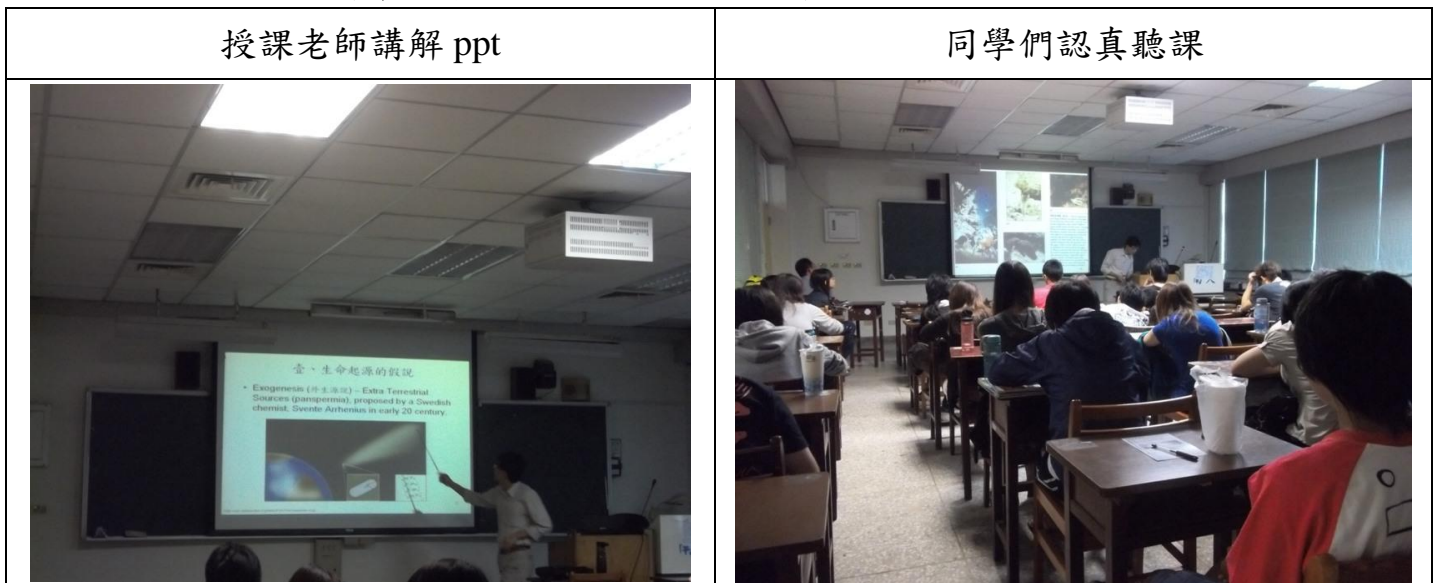 授課老師講解 ppt
同學們認真聽課
壹、生命起源的假說
• Exogenesis (外生源說) – Extra Terrestrial
Sources (panspermia), proposed by a Swedish
chemist, Svente Arrhenius in early 20 century.